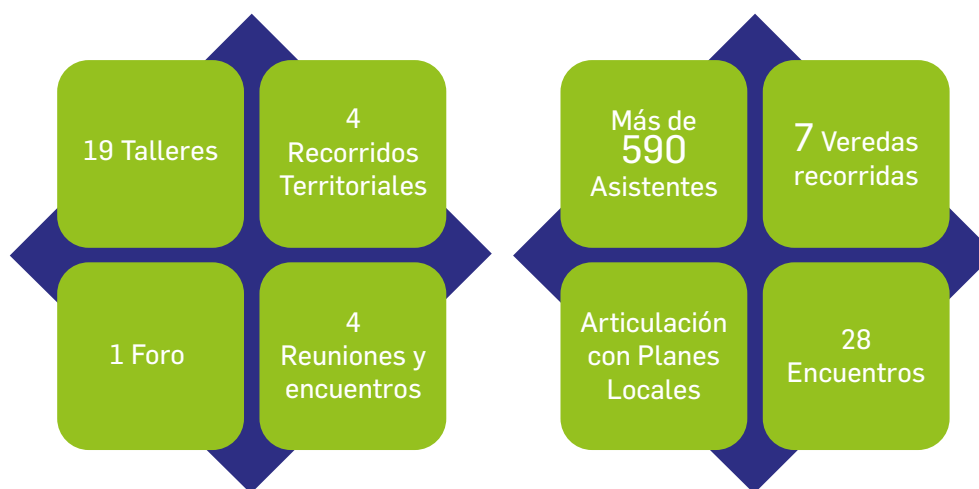 19 Talleres
4
Recorridos
Territoriales
1 Foro
4
Reuniones y
encuentros
Más de
590
Asistentes
7 Veredas
recorridas
Articulación
con Planes
Locales
28
Encuentros